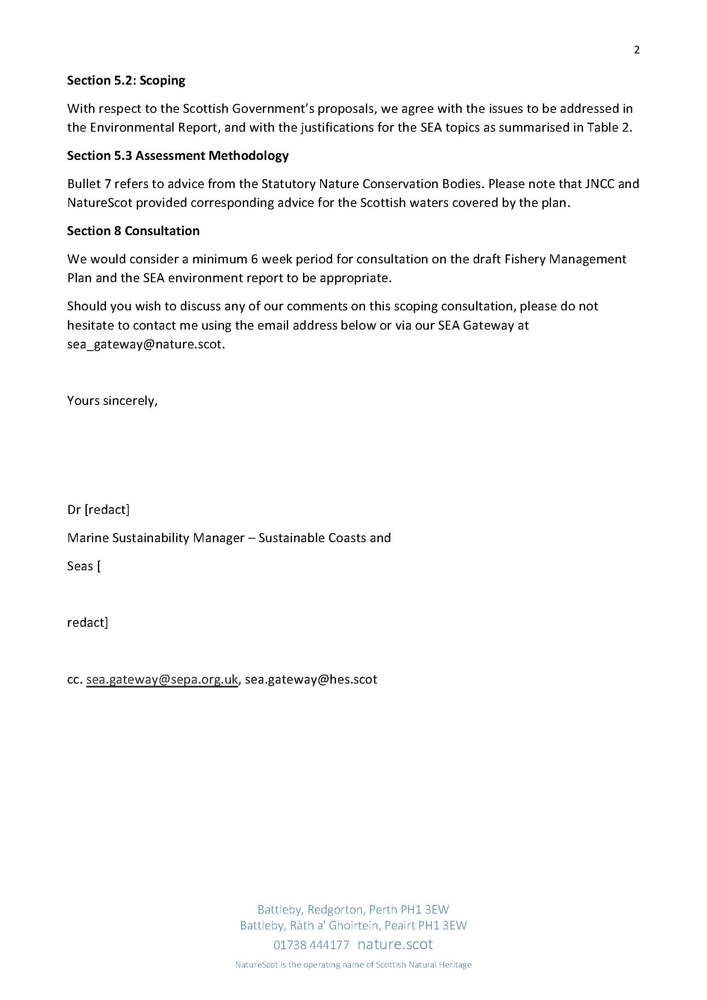 2
Section 5.2: Scoping
With respect to the Scottish Government’s proposals, we agree with the issues to be addressed in
the Environmental Report, and with the justifications for the SEA topics as summarised in Table 2.
Section 5.3 Assessment Methodology
Bullet 7 refers to advice from the Statutory Nature Conservation Bodies. Please note that JNCC and
NatureScot provided corresponding advice for the Scottish waters covered by the plan.
Section 8 Consultation
We would consider a minimum 6 week period for consultation on the draft Fishery Management
Plan and the SEA environment report to be appropriate.
Should you wish to discuss any of our comments on this scoping consultation, please do not
hesitate to contact me using the email address below or via our SEA Gateway at
sea_gateway@nature.scot.
Yours sincerely,
Dr [redact]
Marine Sustainability Manager – Sustainable Coasts and
Seas [
redact]
cc. sea.gateway@sepa.org.uk, sea.gateway@hes.scot
Battleby, Redgorton, Perth PH1 3EW
Battleby, Ràth a' Ghoirtein, Peairt PH1 3EW
01738 444177 nature.scot
NatureScot is the operating name of Scottish Natural Heritage